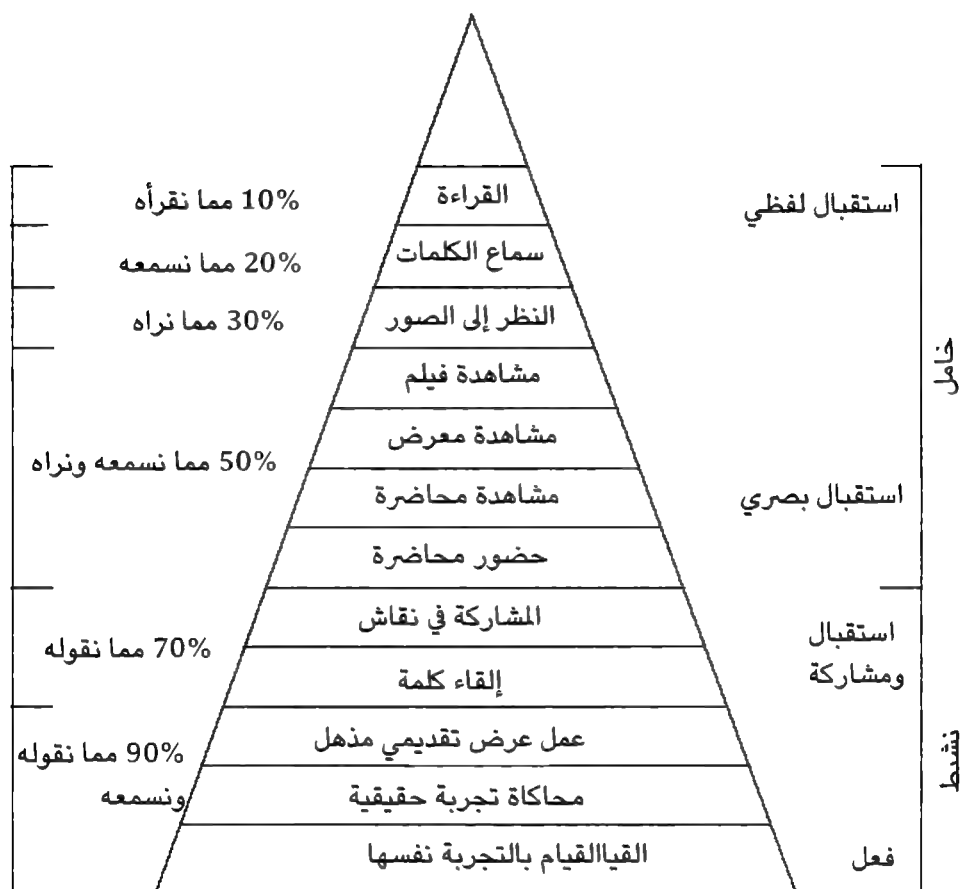 10% مما نقرأه
القراءة
استقبال لفظي
20% مما نسمعه
سماع الكلمات
30% مما نراه
النظر إلى الصور
خامل
مشاهدة فيلم
مشاهدة معرض
50% مما نسمعه ونراه
مشاهدة محاضرة
استقبال بصري
حضور محاضرة
المشاركة في نقاش
استقبال
ومشاركة
70% مما نقوله
إلقاء كلمة
عمل عرض تقديمي مذهل
90% مما نقوله
ونسمعه
نشط
محاكاة تجربة حقيقية
القياالقيام بالتجربة نفسها
فعل